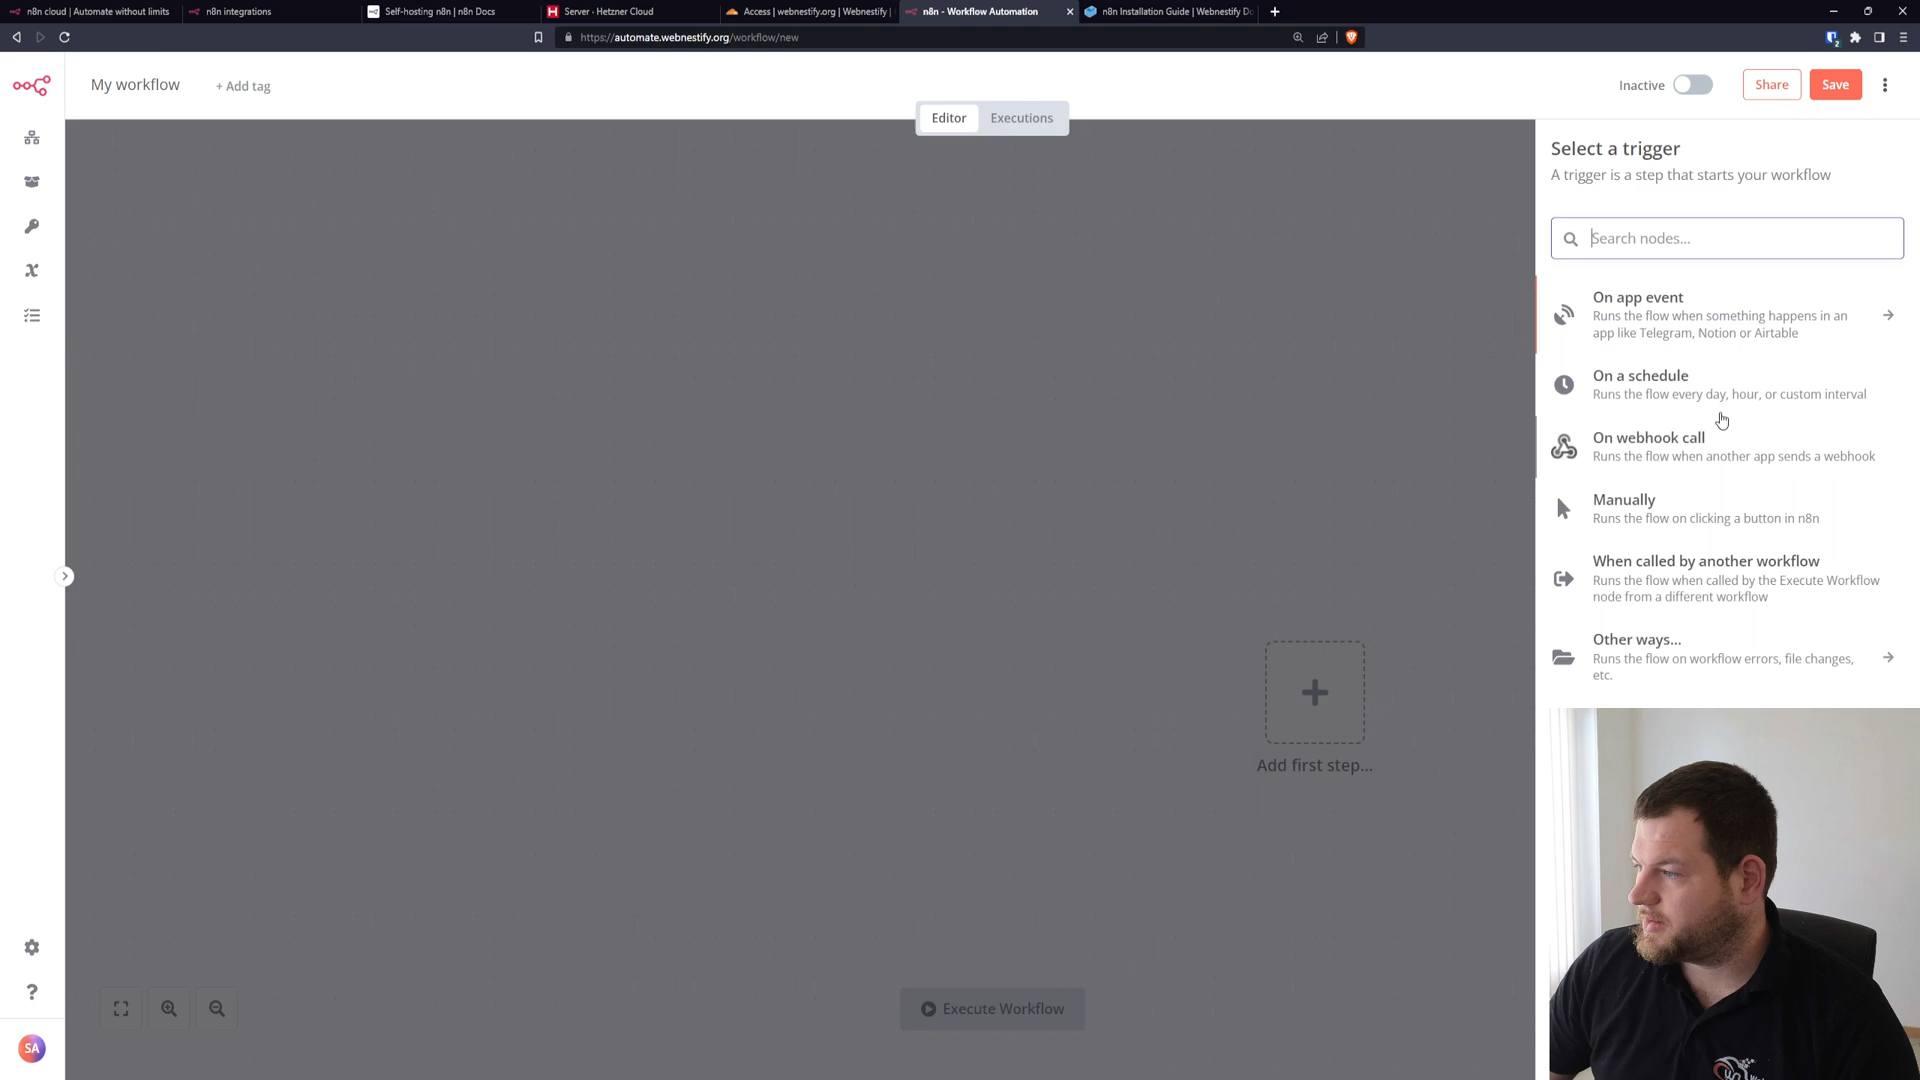 n8n cloud | Automate without limits
n8n integrations
Self-hosting n8n | n8n Docs
Server · Hetzner Cloud
Access | webnestify.org | Webnestify |
n8n - Workflow Automation
n8n Installation Guide | Webnestify Do
https://automate.webnestify.org/workflow/new
2
My workflow
+ Add tag
Inactive
Share
Save
Editor
Executions
Select a trigger
A trigger is a step that starts your workflow
Search nodes...
On app event
Runs the flow when something happens in an
app like Telegram, Notion or Airtable
On a schedule
Runs the flow every day, hour, or custom interval
On webhook call
Runs the flow when another app sends a webhook
Manually
Runs the flow on clicking a button in n8n
When called by another workflow
Runs the flow when called by the Execute Workflow
node from a different workflow
Other ways...
Runs the flow on workflow errors, file changes,
etc.
Add first step...
Execute Workflow
SA